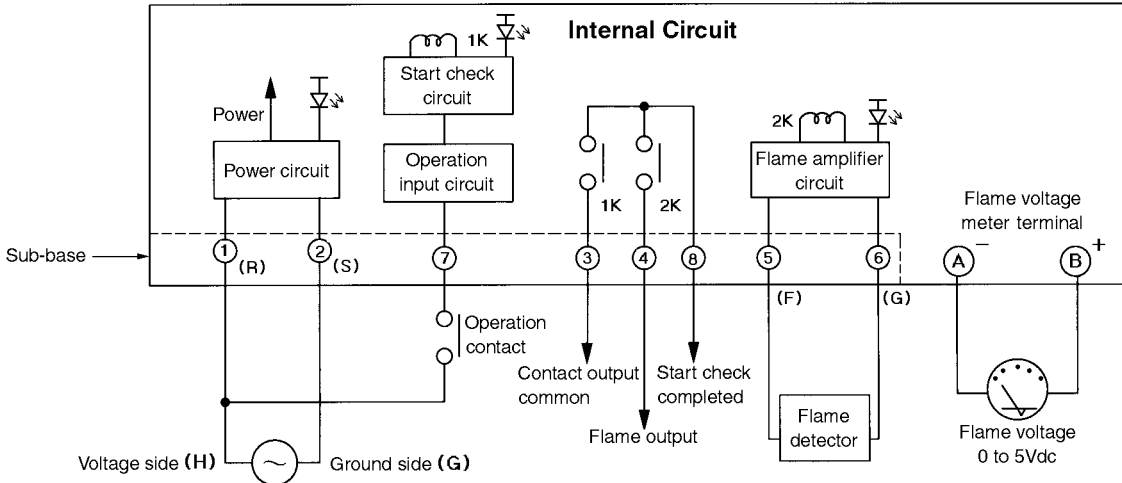 Internal Circuit
1K
Start check
circuit
Power
Power circuit
Operation
input circuit
1K
2K
2K
Flame amplifier
circuit
Flame voltage
meter terminal
Sub-base
1
(R)
2
(S)
7
3
4
8
5
(F)
6
(G)
A
−
B
+
Operation
contact
Contact output
common
Start check
completed
Flame output
Flame
detector
Flame voltage
0 to 5Vdc
Voltage side (H)
~
Ground side (G)